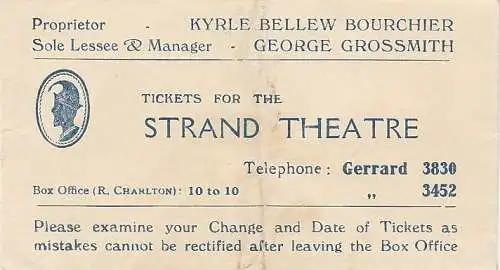 Proprietor - KYRLE BELLEW BOURCHIER
Sole Lessee & Manager - GEORGE GROSSMITH
TICKETS FOR THE
STRAND THEATRE
Telephone: Gerrard 3830
Box Office (R. CHARLTON): 10 to 10 „ 3452
Please examine your Change and Date of Tickets as
mistakes cannot be rectified after leaving the Box Office